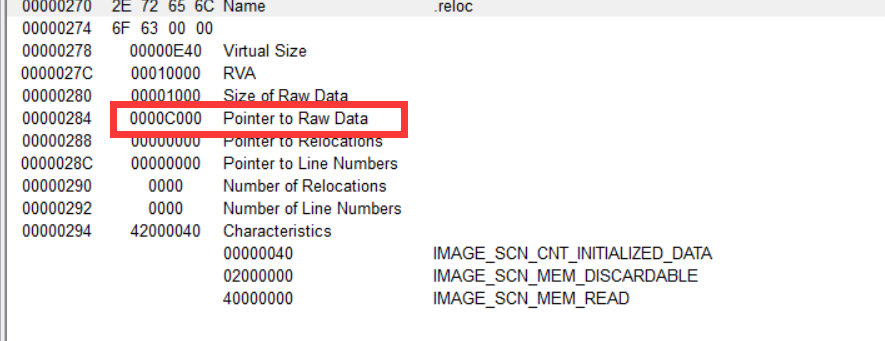 00000270 2E 72 65 6C Name .reloc
00000274 6F 63 00 00
00000278 00000E40 Virtual Size
0000027C 00010000 RVA
00000280 00001000 Size of Raw Data
00000284 0000C000 Pointer to Raw Data
00000288 00000000 Pointer to Relocations
0000028C 00000000 Pointer to Line Numbers
00000290 0000 Number of Relocations
00000292 0000 Number of Line Numbers
00000294 42000040 Characteristics
00000040 IMAGE_SCN_CNT_INITIALIZED_DATA
02000000 IMAGE_SCN_MEM_DISCARDABLE
40000000 IMAGE_SCN_MEM_READ